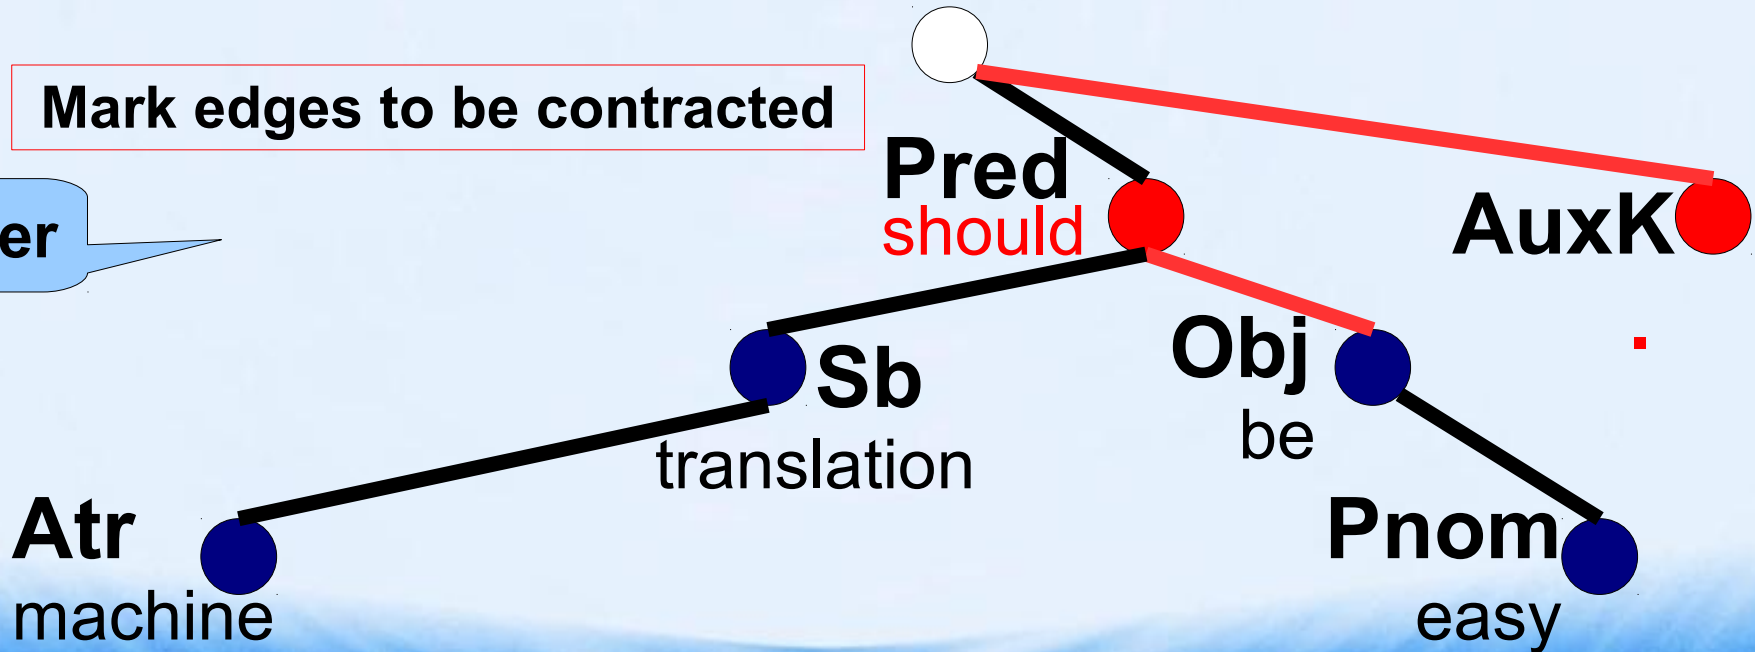 Mark edges to be contracted
Pred
should
AuxK
er
Sb
translation
Obj
be
.
Atr
machine
Pnom
easy